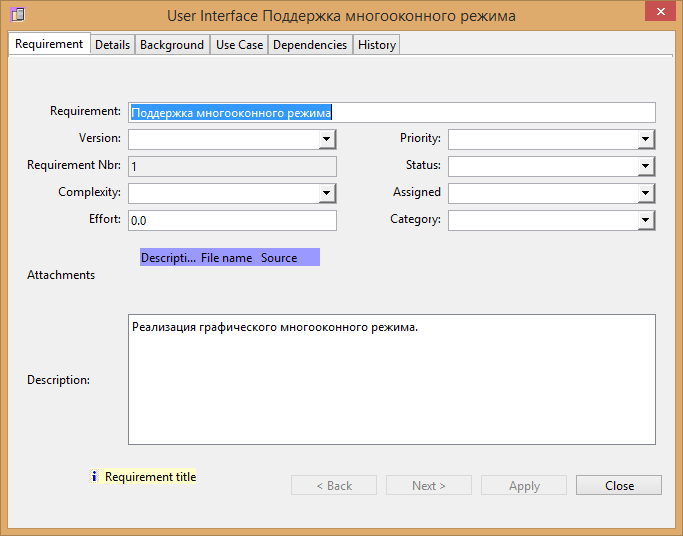 User Interface Поддержка многооконного режима
Requirement Details Background Use Case Dependencies History
Requirement: Поддержка многооконного режима
Version: Priority:
Requirement Nbr: 1 Status:
Complexity: Assigned
Effort: 0.0 Category:
Descripti... File name Source
Attachments
Реализация графического многооконного режима.
Description:
i Requirement title
< Back Next > Apply Close